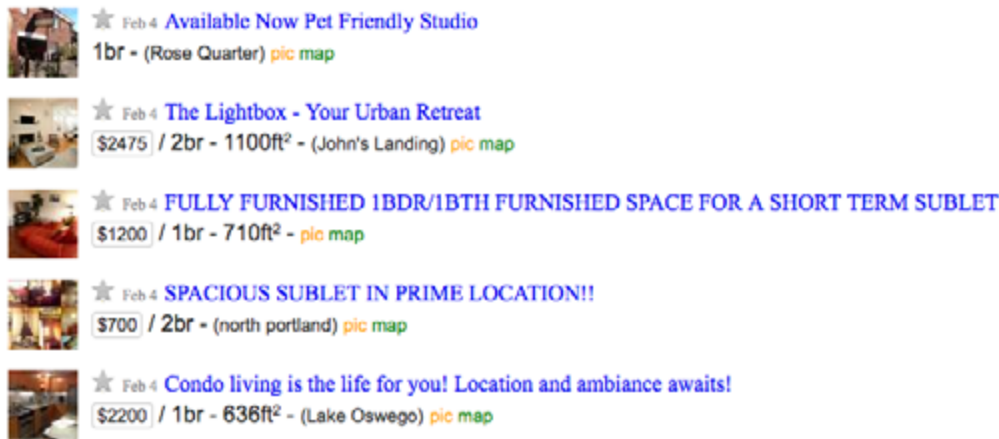 Feb 4 Available Now Pet Friendly Studio
1br - (Rose Quarter) pic map
Feb 4 The Lightbox - Your Urban Retreat
$2475 / 2br - 1100ft² - (John's Landing) pic map
Feb 4 FULLY FURNISHED 1BDR/1BTH FURNISHED SPACE FOR A SHORT TERM SUBLET
$1200 / 1br - 710ft² - pic map
Feb 4 SPACIOUS SUBLET IN PRIME LOCATION!!
$700 / 2br - (north portland) pic map
Feb 4 Condo living is the life for you! Location and ambiance awaits!
$2200 / 1br - 636ft² - (Lake Oswego) pic map